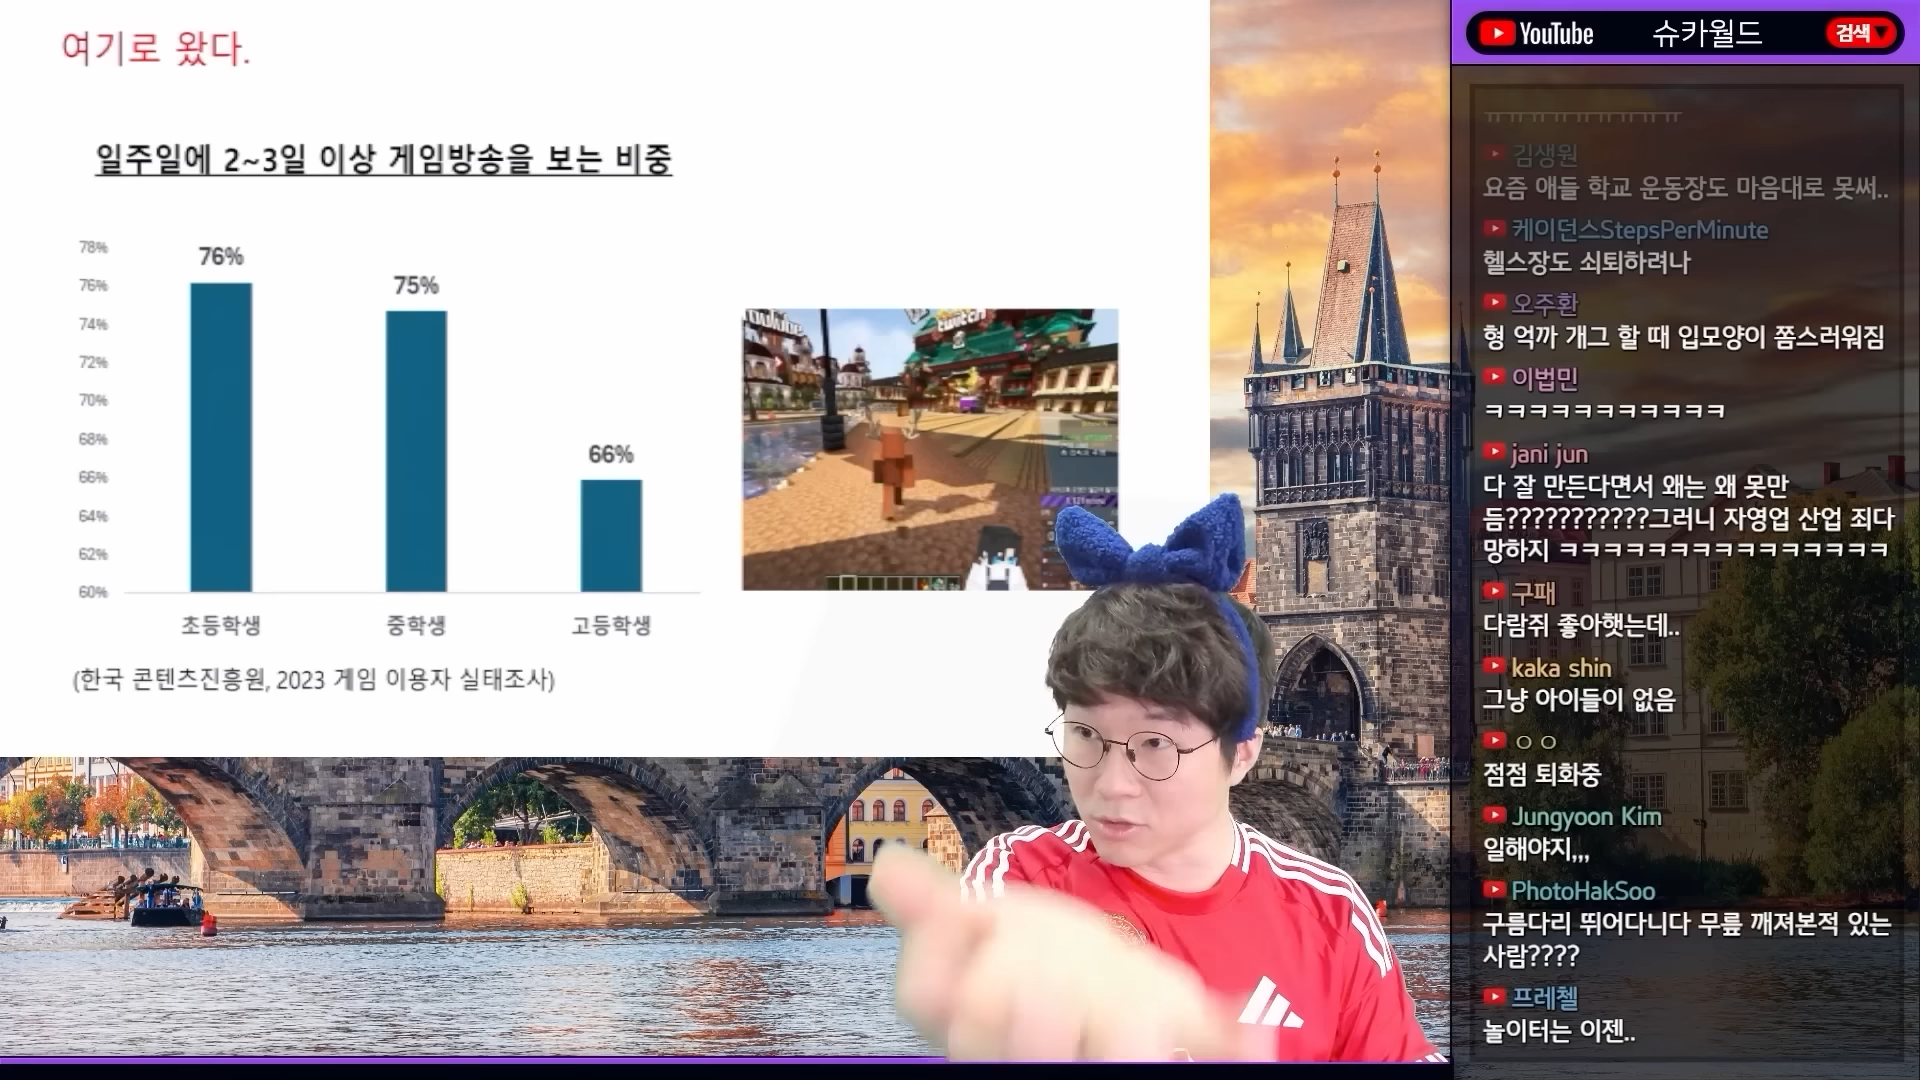 여기로 왔다.
일주일에 2~3일 이상 게임방송을 보는 비중
78%
76%
74%
72%
70%
68%
66%
64%
62%
60%
76%
75%
66%
초등학생
중학생
고등학생
(한국 콘텐츠진흥원, 2023 게임 이용자 실태조사)
YouTube
twitch
YouTube 슈카월드 검색
김생원
요즘 애들 학교 운동장도 마음대로 못써..
케이던스StepsPerMinute
헬스장도 쇠퇴하려나
오주환
형 억까 개그 할 때 입모양이 쫌스러워짐
이법민
ㅋㅋㅋㅋㅋㅋㅋㅋㅋㅋㅋ
jani jun
다 잘 만든다면서 왜는 왜 못만
듬???????????그러니 자영업 산업 죄다
망하지 ㅋㅋㅋㅋㅋㅋㅋㅋㅋㅋㅋㅋㅋㅋㅋ
구패
다람쥐 좋아햇는데..
kaka shin
그냥 아이들이 없음
ㅇㅇ
점점 퇴화중
Jungyoon Kim
일해야지,,,
PhotoHakSoo
구름다리 뛰어다니다 무릎 깨져본적 있는
사람????
프레첼
놀이터는 이젠..